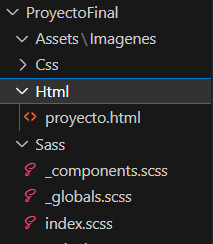 ProyectoFinal
Assets\Imagenes
Css
Html
proyecto.html
Sass
_components.scss
_globals.scss
index.scss